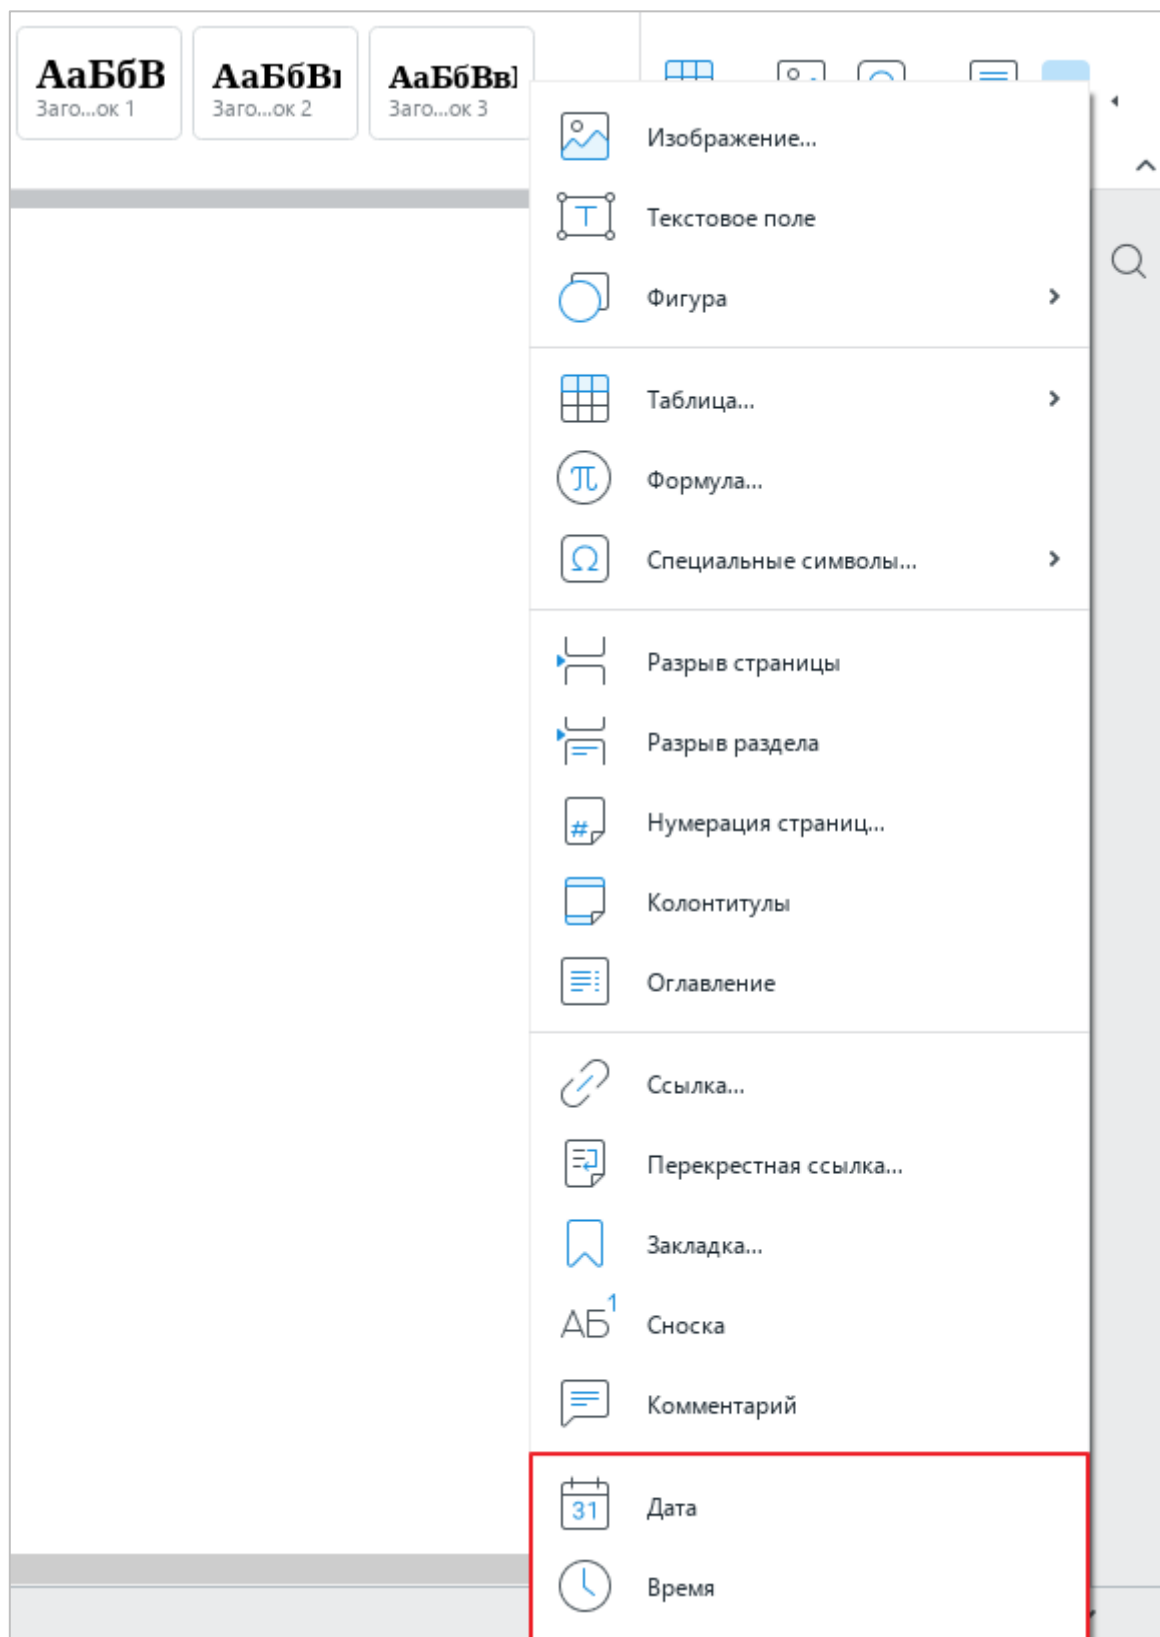 АаБбВ
Заго...ок 1
АаБбВ
Заго...ок 2
АаБбВв
Заго...ок 3
Изображение...
Текстовое поле
Фигура
Таблица...
Формула...
Специальные символы...
Разрыв страницы
Разрыв раздела
Нумерация страниц...
Колонтитулы
Оглавление
Ссылка...
Перекрестная ссылка...
Закладка...
АБ1
Сноска
Комментарий
31
Дата
Время